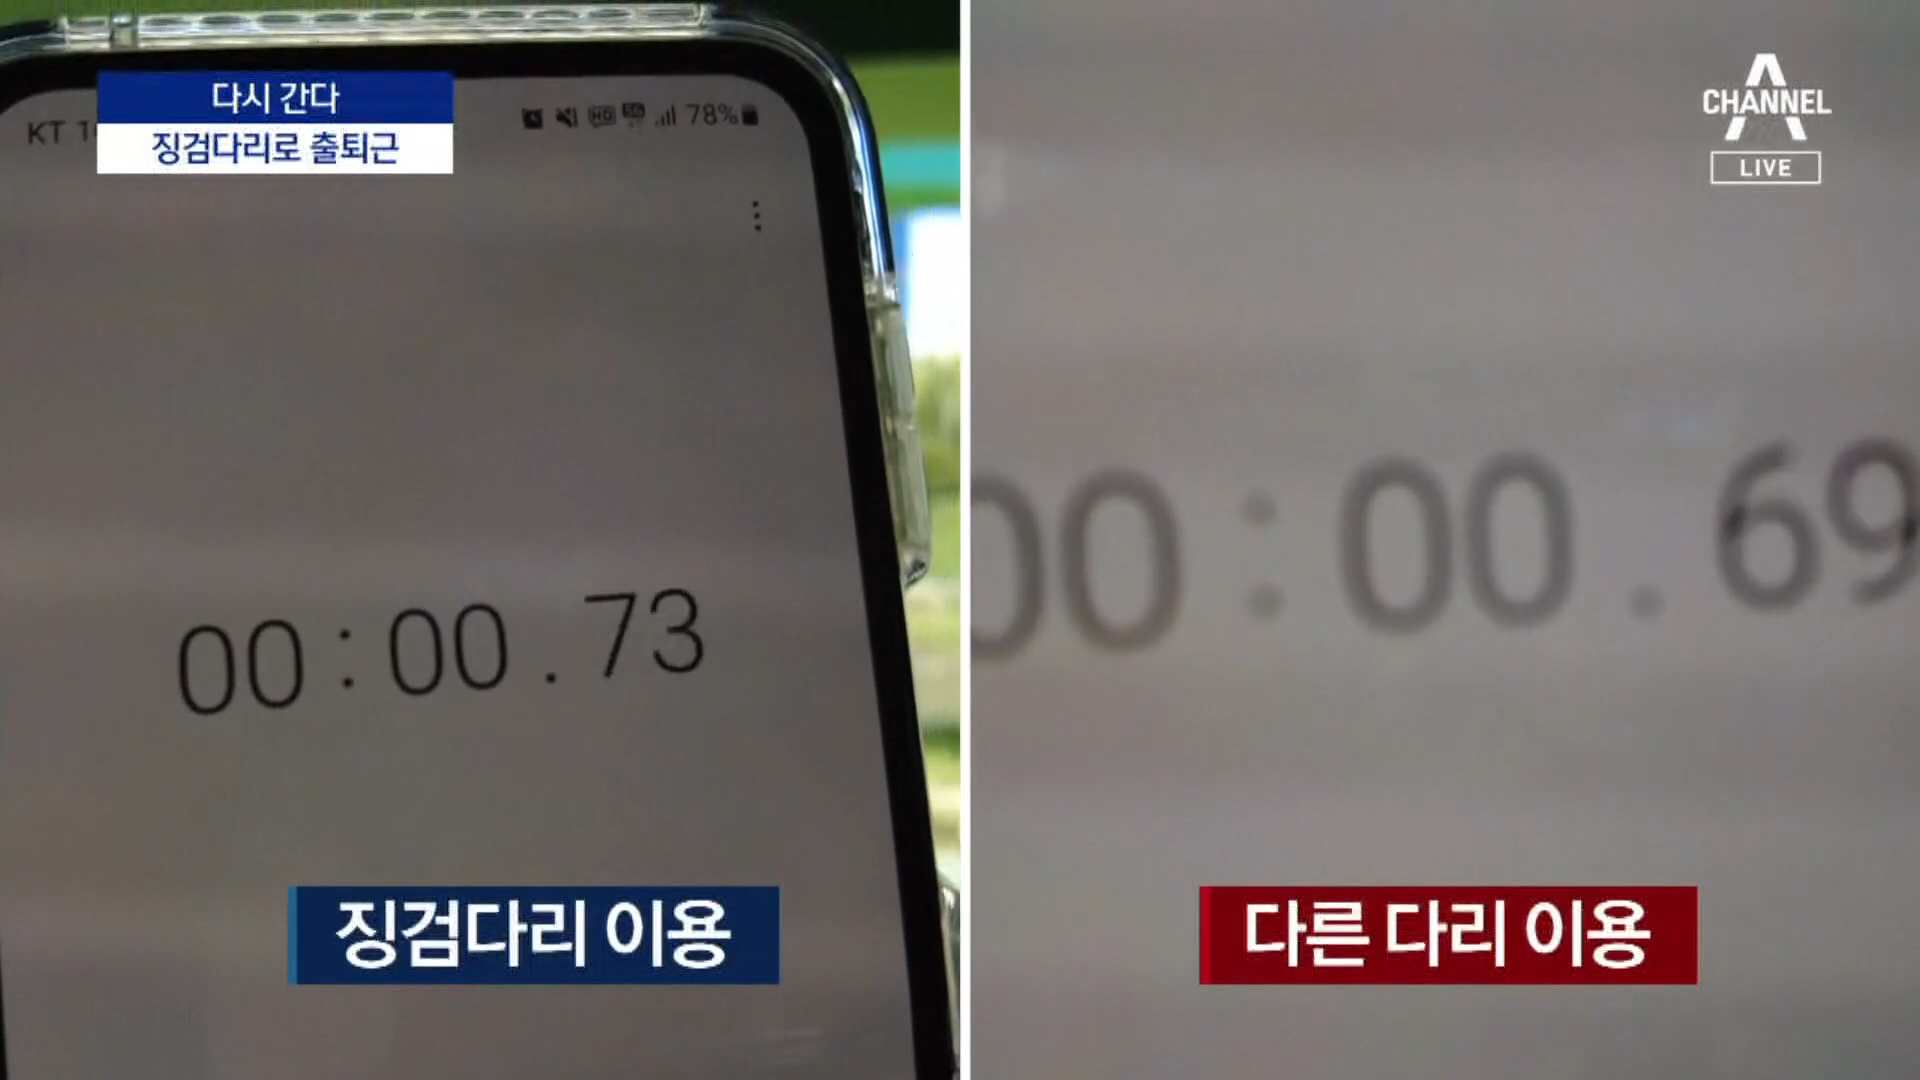 다시 간다
징검다리로 출퇴근
KT
78%
00:00.73
징검다리 이용
CHANNEL A
LIVE
00:00.69
다른 다리 이용